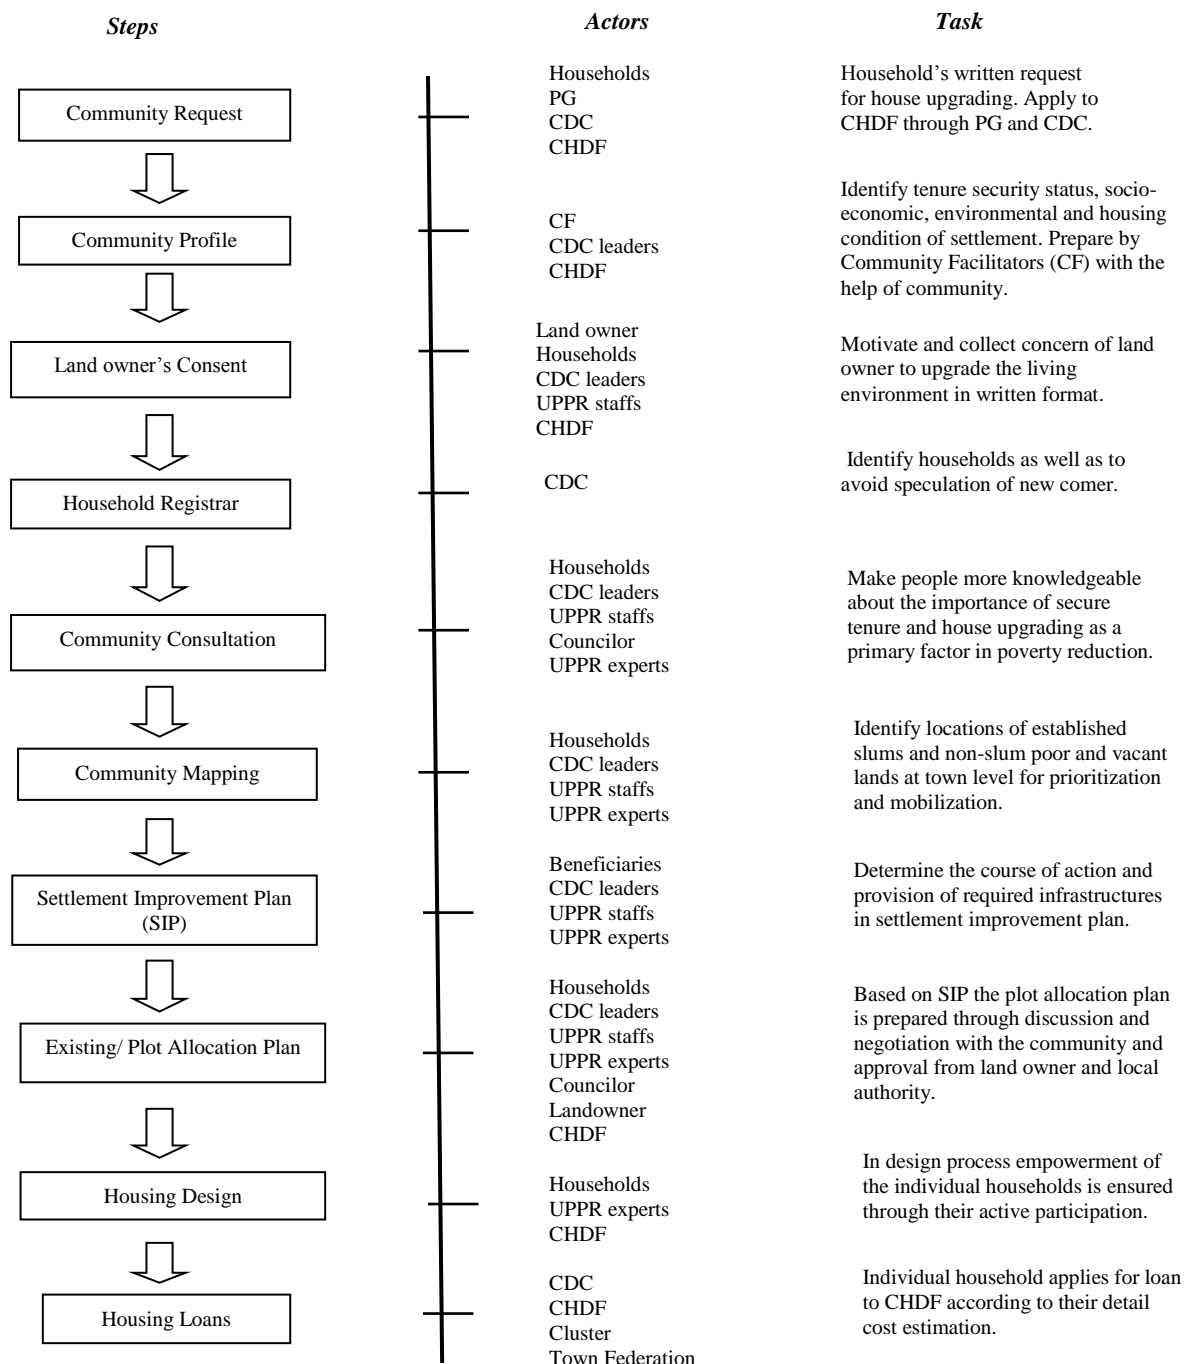 Steps
Actors
Task
Community Request
Households
PG
CDC
CHDF
Household’s written request
for house upgrading. Apply to
CHDF through PG and CDC.
Community Profile
CF
CDC leaders
CHDF
Identify tenure security status, socio-
economic, environmental and housing
condition of settlement. Prepare by
Community Facilitators (CF) with the
help of community.
Land owner’s Consent
Land owner
Households
CDC leaders
UPPR staffs
CHDF
Motivate and collect concern of land
owner to upgrade the living
environment in written format.
Household Registrar
CDC
Identify households as well as to
avoid speculation of new comer.
Community Consultation
Households
CDC leaders
UPPR staffs
Councilor
UPPR experts
Make people more knowledgeable
about the importance of secure
tenure and house upgrading as a
primary factor in poverty reduction.
Community Mapping
Households
CDC leaders
UPPR staffs
UPPR experts
Identify locations of established
slums and non-slum poor and vacant
lands at town level for prioritization
and mobilization.
Settlement Improvement Plan
(SIP)
Beneficiaries
CDC leaders
UPPR staffs
UPPR experts
Determine the course of action and
provision of required infrastructures
in settlement improvement plan.
Existing/ Plot Allocation Plan
Households
CDC leaders
UPPR staffs
UPPR experts
Councilor
Landowner
CHDF
Based on SIP the plot allocation plan
is prepared through discussion and
negotiation with the community and
approval from land owner and local
authority.
Housing Design
Households
UPPR experts
CHDF
In design process empowerment of
the individual households is ensured
through their active participation.
Housing Loans
CDC
CHDF
Cluster
Town Federation
Individual household applies for loan
to CHDF according to their detail
cost estimation.